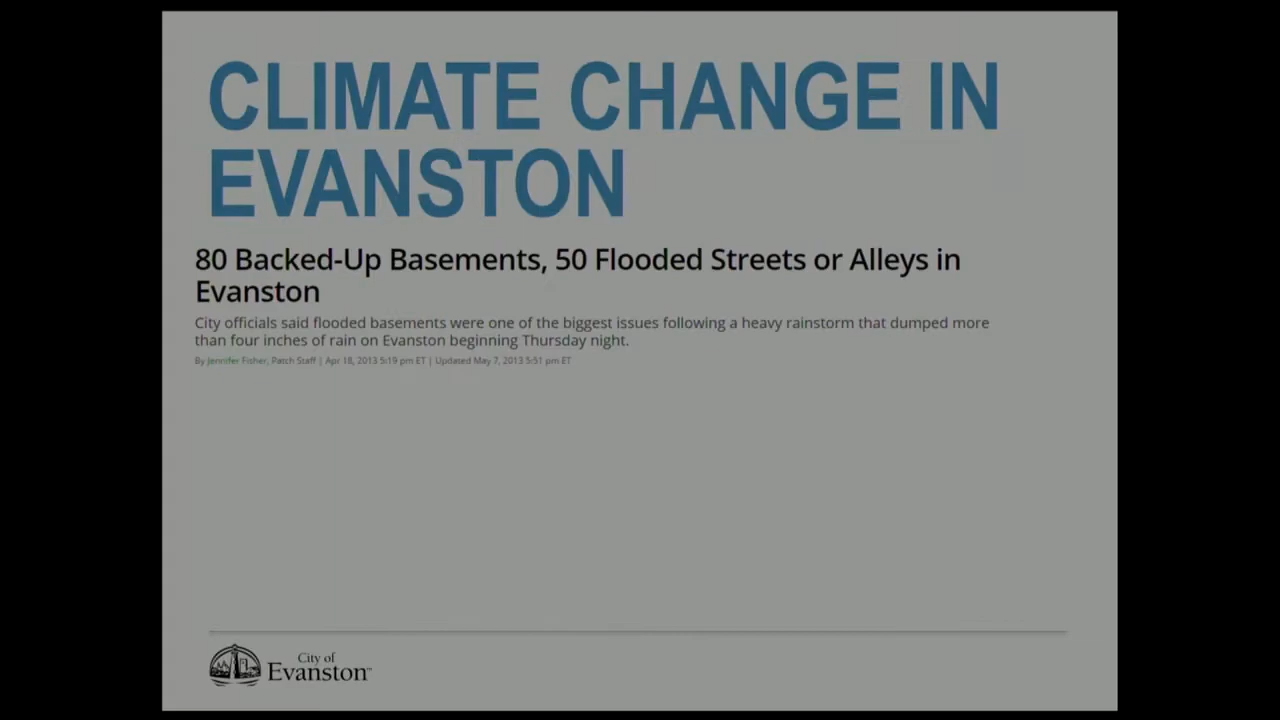 CLIMATE CHANGE IN
EVANSTON
80 Backed-Up Basements, 50 Flooded Streets or Alleys in
Evanston
City officials said flooded basements were one of the biggest issues following a heavy rainstorm that dumped more
than four inches of rain on Evanston beginning Thursday night.
By Jennifer Fisher, Patch Staff | Apr 18, 2013 5:19 pm ET | Updated May 7, 2013 5:51 pm ET
City of
Evanston™